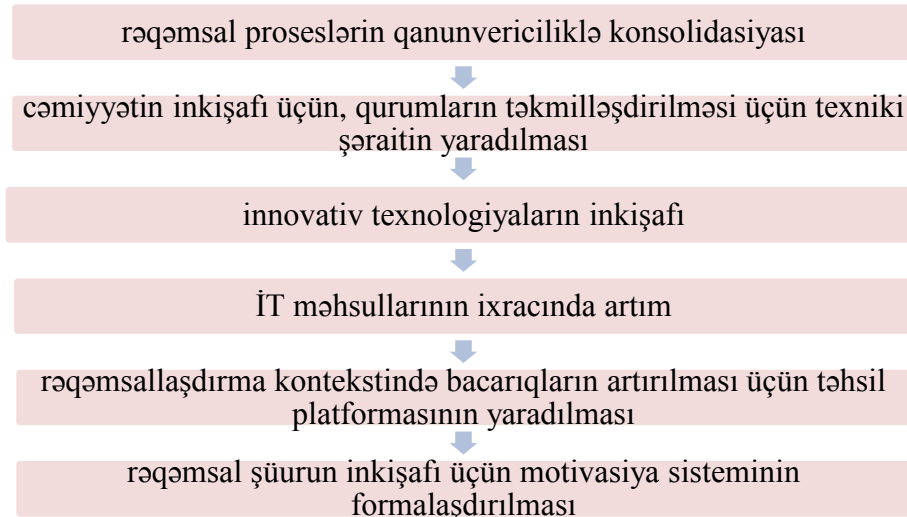 rəqəmsal proseslərin qanunvericiliklə konsolidasiyası
cəmiyyətin inkişafı üçün, qurumların təkmilləşdirilməsi üçün texniki
şəraitin yaradılması
innovativ texnologiyaların inkişafı
İT məhsullarının ixracında artım
rəqəmsallaşdırma kontekstində bacarıqların artırılması üçün təhsil
platformasının yaradılması
rəqəmsal şüurun inkişafı üçün motivasiya sisteminin
formalaşdırılması